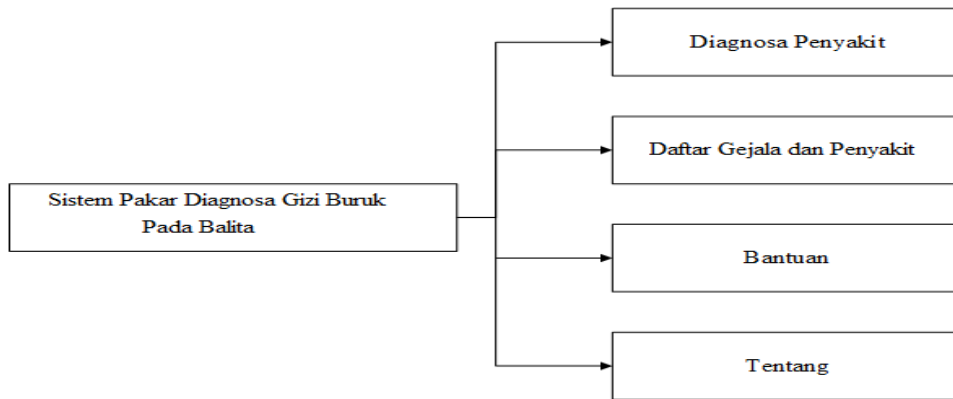 Sistem Pakar Diagnosa Gizi Buruk
Pada Balita
Diagnosa Penyakit
Daftar Gejala dan Penyakit
Bantuan
Tentang